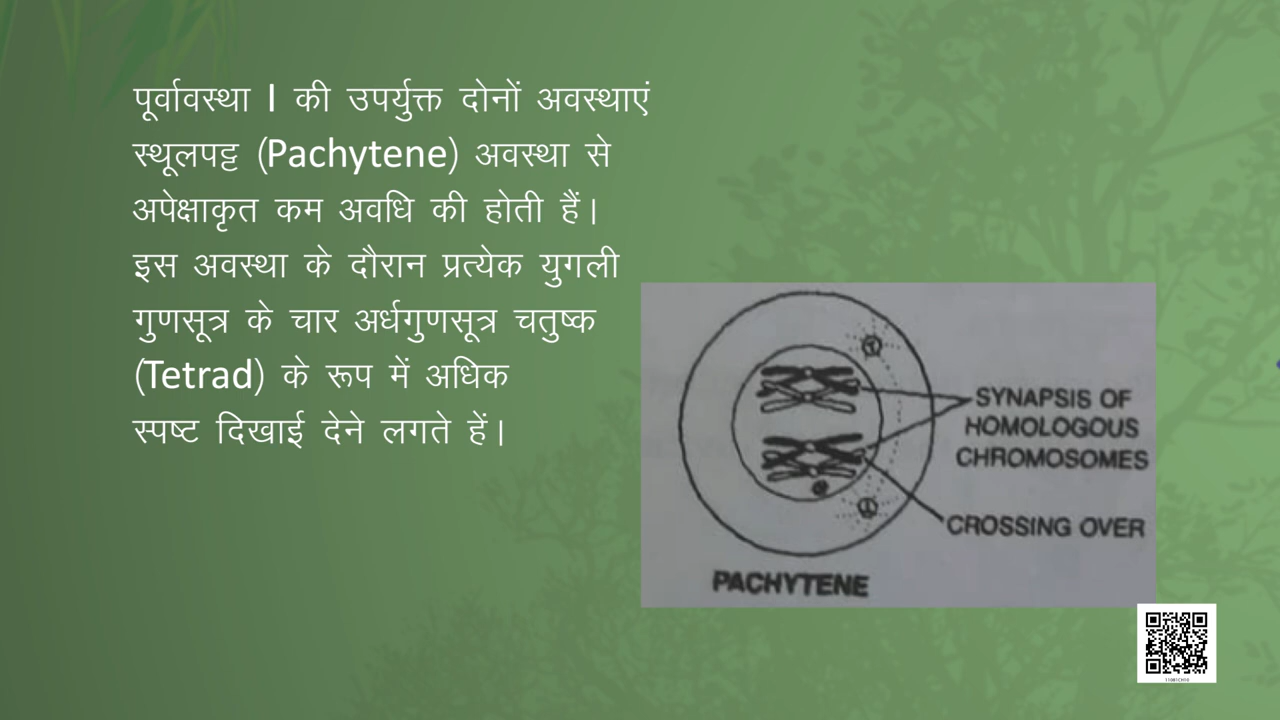 पूर्वावस्था I की उपर्युक्त दोनों अवस्थाएं
स्थूलपट्ट (Pachytene) अवस्था से
अपेक्षाकृत कम अवधि की होती हैं।
इस अवस्था के दौरान प्रत्येक युगली
गुणसूत्र के चार अर्धगुणसूत्र चतुष्क
(Tetrad) के रूप में अधिक
स्पष्ट दिखाई देने लगते हें।
SYNAPSIS OF
HOMOLOGOUS
CHROMOSOMES
CROSSING OVER
PACHYTENE